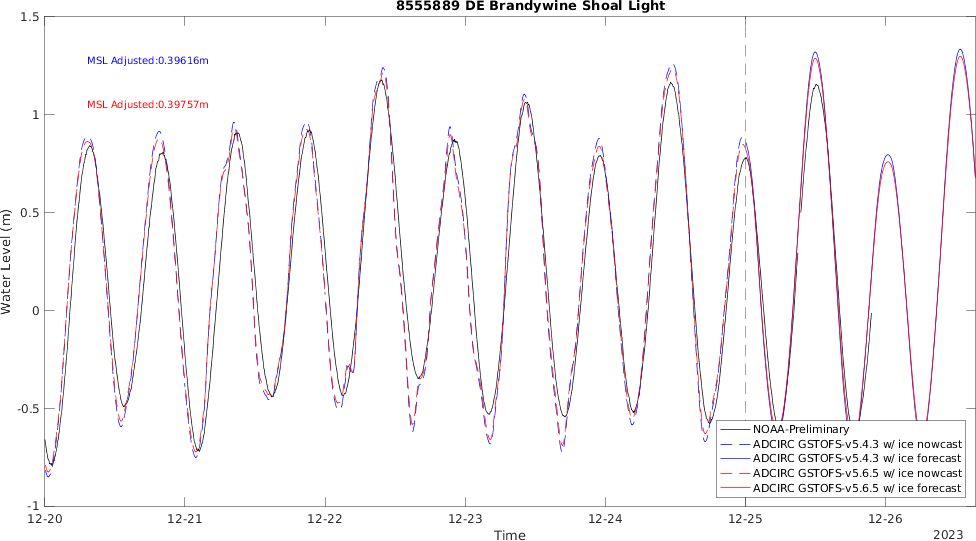 8555889 DE Brandywine Shoal Light
1.5
MSL Adjusted:0.39616m
MSL Adjusted:0.39757m
1
0.5
0
-0.5
-1
Water Level (m)
NOAA-Preliminary
ADCIRC GSTOFS-v5.4.3 w/ ice nowcast
ADCIRC GSTOFS-v5.4.3 w/ ice forecast
ADCIRC GSTOFS-v5.6.5 w/ ice nowcast
ADCIRC GSTOFS-v5.6.5 w/ ice forecast
12-20 12-21 12-22 12-23 12-24 12-25 12-26
Time
2023